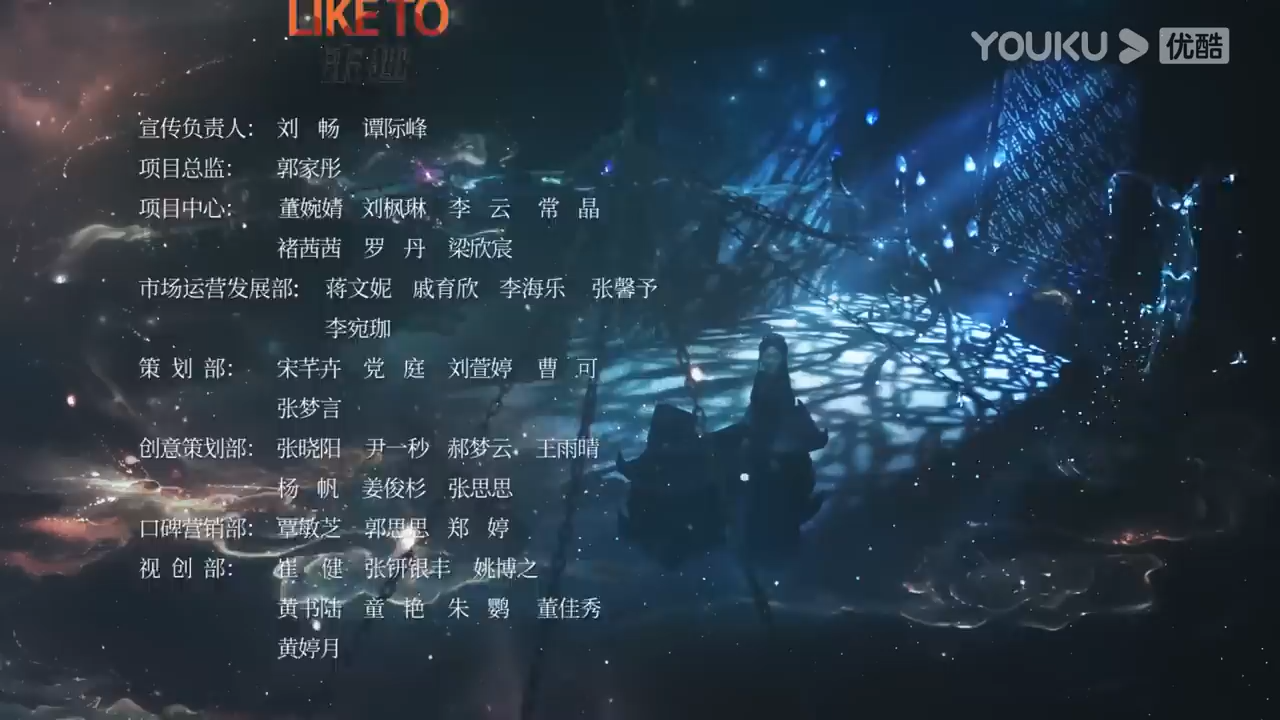 LIKE TO
YOUKU 优酷
宣传负责人： 刘 畅 谭际峰
项目总监： 郭家彤
项目中心： 董婉婧 刘枫琳 李 云 常 晶
褚茜茜 罗 丹 梁欣宸
市场运营发展部： 蒋文妮 戚育欣 李海乐 张馨予
李宛珈
策 划 部： 宋芊卉 党 庭 刘萱婷 曹 可
张梦言
创意策划部： 张晓阳 尹一秒 郝梦云 王雨晴
杨 帆 姜俊杉 张思思
口碑营销部： 覃敏芝 郭思思 郑 婷
视 创 部： 崔 健 张钘银丰 姚博之
黄书陆 童 艳 朱 鹦 董佳秀
黄婷月